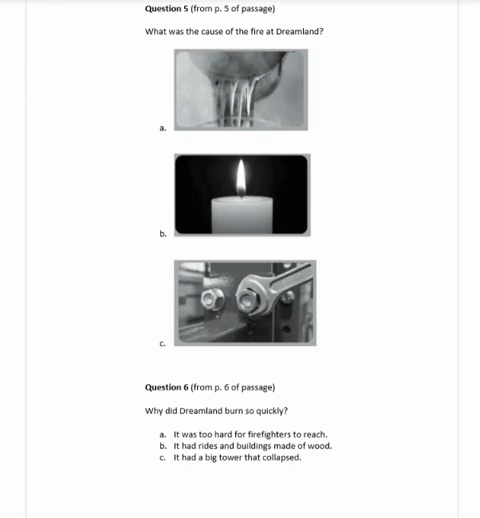 Question 5 (from p. 5 of passage)
What was the cause of the fire at Dreamland?
a.
b.
c.
Question 6 (from p. 6 of passage)
Why did Dreamland burn so quickly?
a. It was too hard for firefighters to reach.
b. It had rides and buildings made of wood.
c. It had a big tower that collapsed.